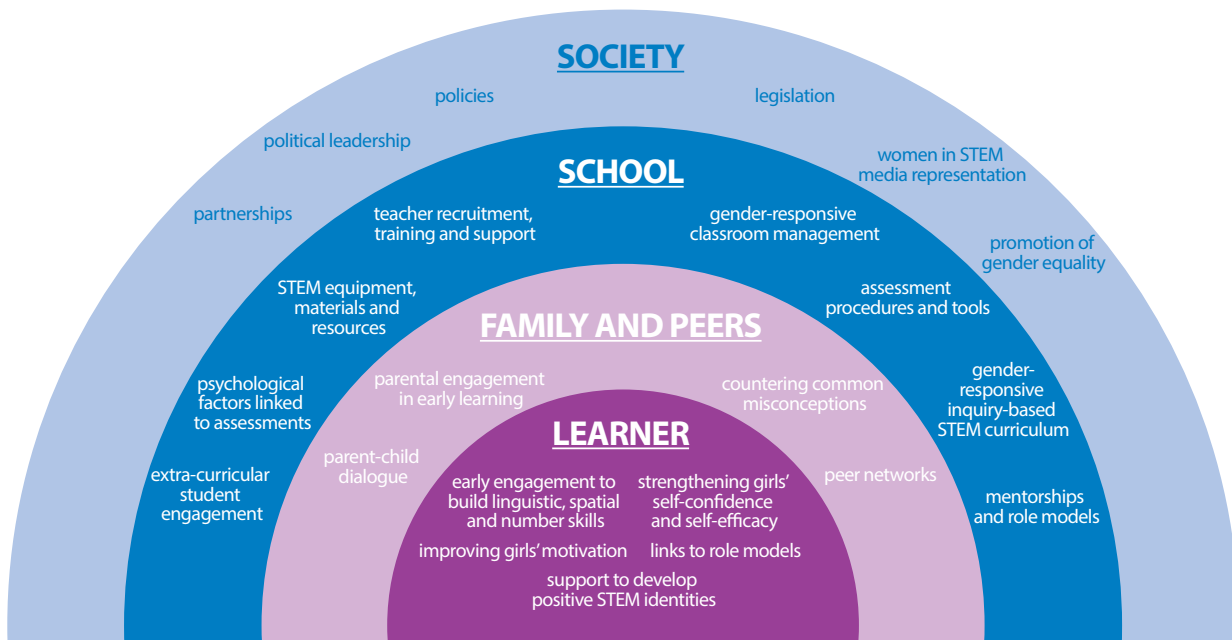 SOCIETY
policies
legislation
political leadership
women in STEM
media representation
partnerships
promotion of
gender equality
SCHOOL
teacher recruitment,
training and support
gender-responsive
classroom management
STEM equipment,
materials and
resources
assessment
procedures and tools
psychological
factors linked
to assessments
gender-
responsive
inquiry-based
STEM curriculum
extra-curricular
student
engagement
mentorships
and role models
FAMILY AND PEERS
parental engagement
in early learning
countering common
misconceptions
parent-child
dialogue
peer networks
LEARNER
early engagement to
build linguistic, spatial
and number skills
strengthening girls’
self-confidence
and self-efficacy
improving girls’ motivation
links to role models
support to develop
positive STEM identities